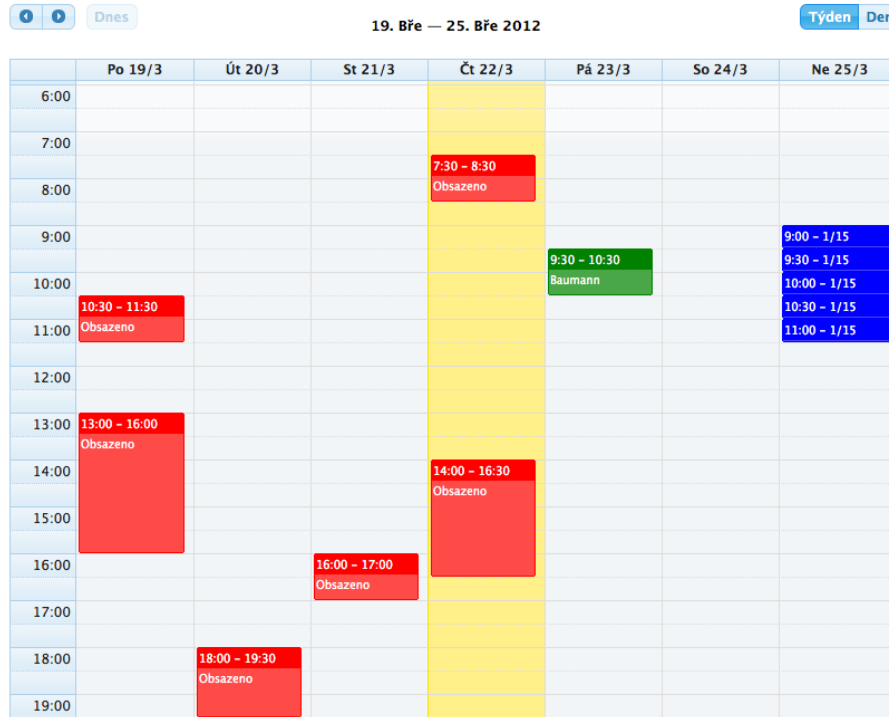 Dnes
19. Bře — 25. Bře 2012
Týden
Po 19/3 Út 20/3 St 21/3 Čt 22/3 Pá 23/3 So 24/3 Ne 25/3
6:00
7:00
7:30 – 8:30
Obsazeno
8:00
9:00
9:00 – 1/15
9:30 – 10:30
Baumann
9:30 – 1/15
10:00
10:00 – 1/15
10:30 – 11:30
Obsazeno
10:30 – 1/15
11:00
11:00 – 1/15
12:00
13:00
13:00 – 16:00
Obsazeno
14:00
14:00 – 16:30
Obsazeno
15:00
16:00
16:00 – 17:00
Obsazeno
17:00
18:00
18:00 – 19:30
Obsazeno
19:00